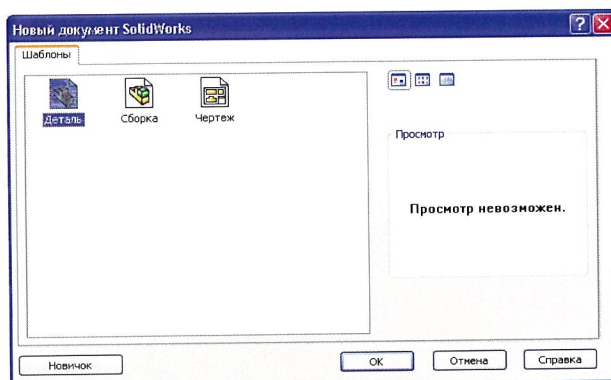 Новый документ SolidWorks
Шаблоны
Деталь
Сборка
Чертеж
Просмотр
Просмотр невозможен.
Новичок
OK
Отмена
Справка